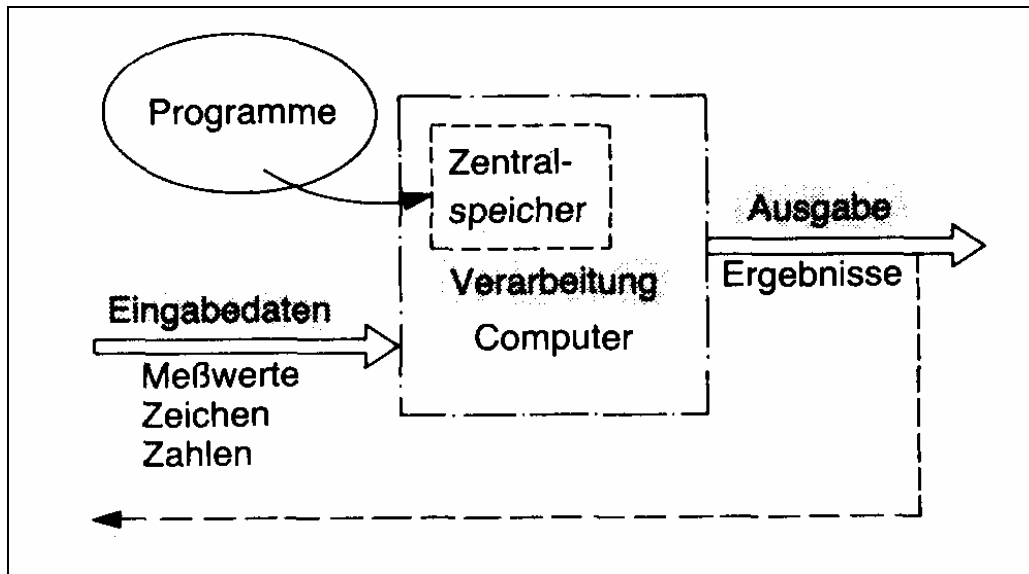 Programme
Zentral-
speicher
Verarbeitung
Computer
Eingabedaten
Meßwerte
Zeichen
Zahlen
Ausgabe
Ergebnisse